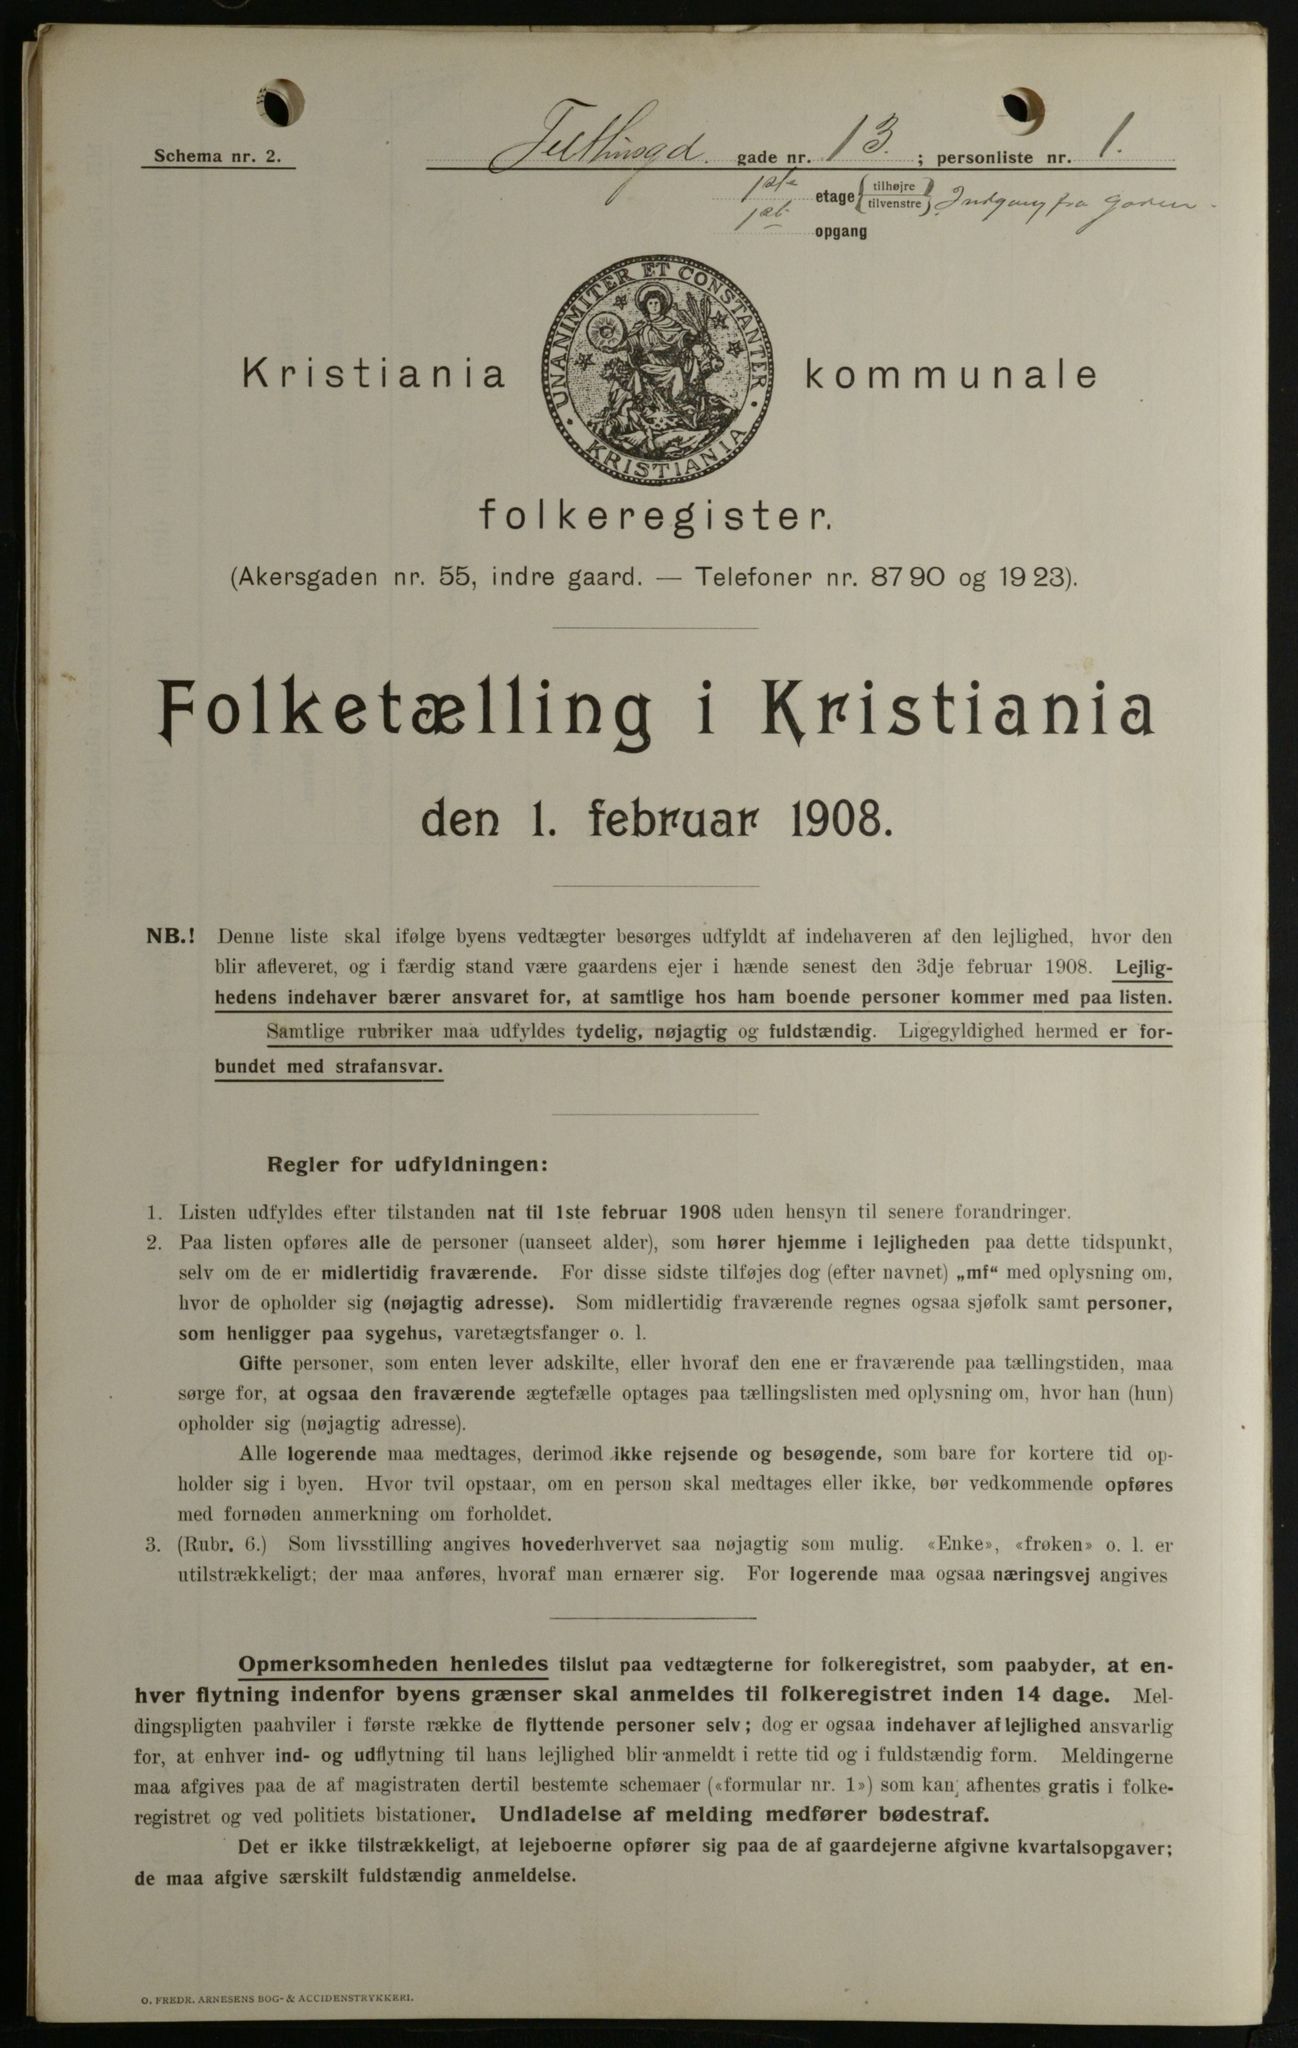 Schema nr. 2.
Telthusgd. gade nr. 13. ; personliste nr. 1.
1ste etage { tilhøjre / tilvenstre } Indgang fra gaden.
1ste opgang
UNANIMITER ET CONSTANTER
KRISTIANIA
Kristiania kommunale
folkeregister.
(Akersgaden nr. 55, indre gaard. — Telefoner nr. 87 90 og 19 23).
Folketælling i Kristiania
den 1. februar 1908.
NB.! Denne liste skal ifølge byens vedtægter besørges udfyldt af indehaveren af den lejlighed, hvor den
blir afleveret, og i færdig stand være gaardens ejer i hænde senest den 3dje februar 1908. Lejlig-
hedens indehaver bærer ansvaret for, at samtlige hos ham boende personer kommer med paa listen.
Samtlige rubriker maa udfyldes tydelig, nøjagtig og fuldstændig. Ligegyldighed hermed er for-
bundet med strafansvar.
Regler for udfyldningen:
1. Listen udfyldes efter tilstanden nat til 1ste februar 1908 uden hensyn til senere forandringer.
2. Paa listen opføres alle de personer (uanseet alder), som hører hjemme i lejligheden paa dette tidspunkt,
selv om de er midlertidig fraværende. For disse sidste tilføjes dog (efter navnet) „mf“ med oplysning om,
hvor de opholder sig (nøjagtig adresse). Som midlertidig fraværende regnes ogsaa sjøfolk samt personer,
som henligger paa sygehus, varetægtsfanger o. l.
Gifte personer, som enten lever adskilte, eller hvoraf den ene er fraværende paa tællingstiden, maa
sørge for, at ogsaa den fraværende ægtefælle optages paa tællingslisten med oplysning om, hvor han (hun)
opholder sig (nøjagtig adresse).
Alle logerende maa medtages, derimod ikke rejsende og besøgende, som bare for kortere tid op-
holder sig i byen. Hvor tvil opstaar, om en person skal medtages eller ikke, bør vedkommende opføres
med fornøden anmerkning om forholdet.
3. (Rubr. 6.) Som livsstilling angives hovederhvervet saa nøjagtig som mulig. «Enke», «frøken» o. l. er
utilstrækkeligt; der maa anføres, hvoraf man ernærer sig. For logerende maa ogsaa næringsvej angives
Opmerksomheden henledes tilslut paa vedtægterne for folkeregistret, som paabyder, at en-
hver flytning indenfor byens grænser skal anmeldes til folkeregistret inden 14 dage. Mel-
dingspligten paahviler i første række de flyttende personer selv; dog er ogsaa indehaver af lejlighed ansvarlig
for, at enhver ind- og udflytning til hans lejlighed blir anmeldt i rette tid og i fuldstændig form. Meldingerne
maa afgives paa de af magistraten dertil bestemte schemaer («formular nr. 1») som kan afhentes gratis i folke-
registret og ved politiets bistationer. Undladelse af melding medfører bødestraf.
Det er ikke tilstrækkeligt, at lejeboerne opfører sig paa de af gaardejerne afgivne kvartalsopgaver;
de maa afgive særskilt fuldstændig anmeldelse.
O. FREDR. ARNESENS BOG- & ACCIDENSTRYKKERI.